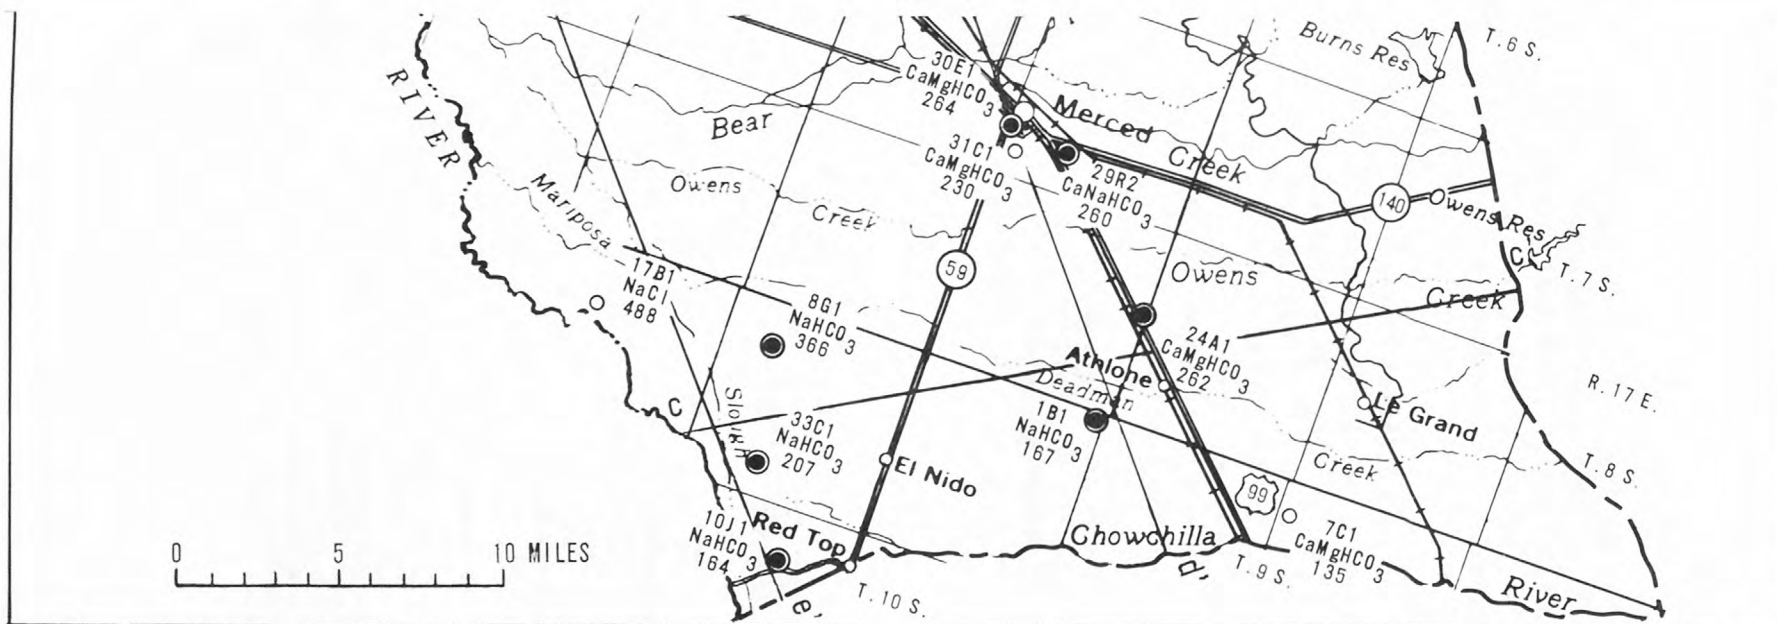 Burns Res
T.6 S.
RIVER
30E1
CaMgHCO3
264
Merced
Bear
Creek
31C1
CaMgHCO3
230
29R2
CaNaHCO3
260
140
Owens Res
Owens
Creek
Mariposa
C'
T.7 S.
59
Owens
Creek
17B1
NaCl
488
8G1
NaHCO3
366
24A1
CaMgHCO3
262
Athlone
Deadman
Creek
R.17 E.
C
Slough
33C1
NaHCO3
207
1B1
NaHCO3
167
Le Grand
El Nido
T.8 S.
99
10J1
NaHCO3
164
Red Top
Chowchilla
River
7C1
CaMgHCO3
135
0 5 10 MILES
d'
T.9 S.
e'
T.10 S.